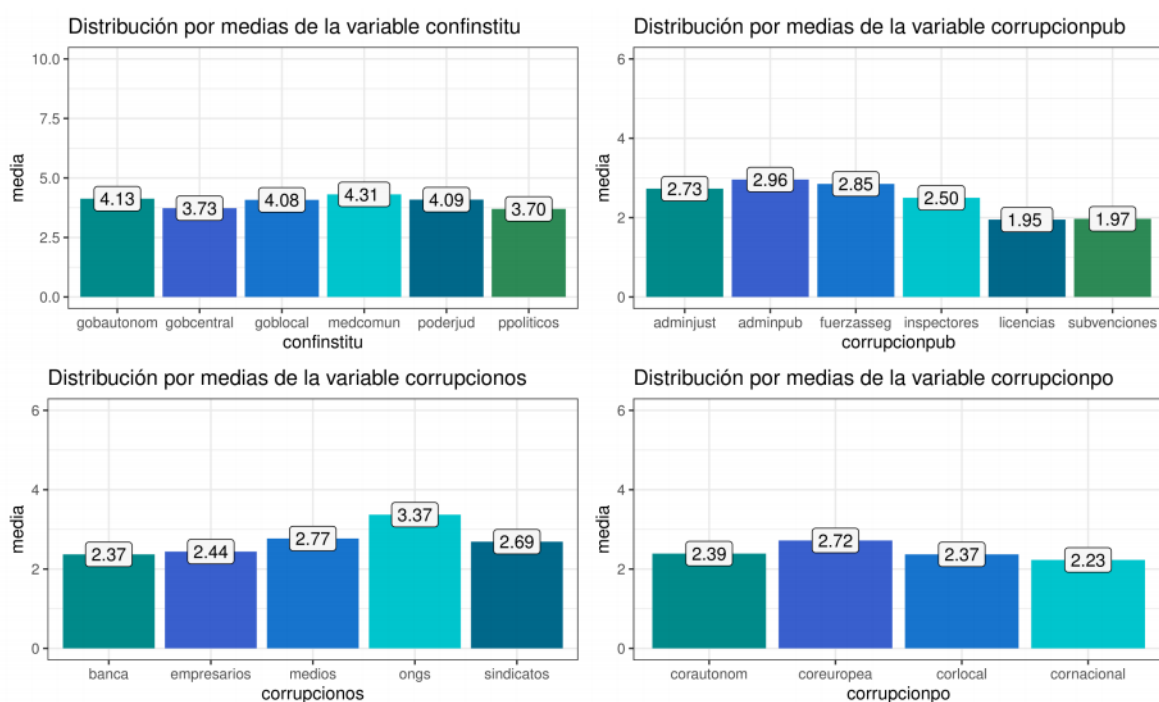 Distribución por medias de la variable confinstitu
media
10.0
7.5
5.0
2.5
0.0
4.13
3.73
4.08
4.31
4.09
3.70
gobautonom gobcentral goblocal medcomun poderjud ppoliticos
confinstitu
Distribución por medias de la variable corrupcionpub
media
6
4
2
0
2.73
2.96
2.85
2.50
1.95
1.97
adminjust adminpub fuerzasseg inspectores licencias subvenciones
corrupcionpub
Distribución por medias de la variable corrupcionos
media
6
4
2
0
2.37
2.44
2.77
3.37
2.69
banca empresarios medios ongs sindicatos
corrupcionos
Distribución por medias de la variable corrupcionpo
media
6
4
2
0
2.39
2.72
2.37
2.23
corautonom coreuropea corlocal cornacional
corrupcionpo